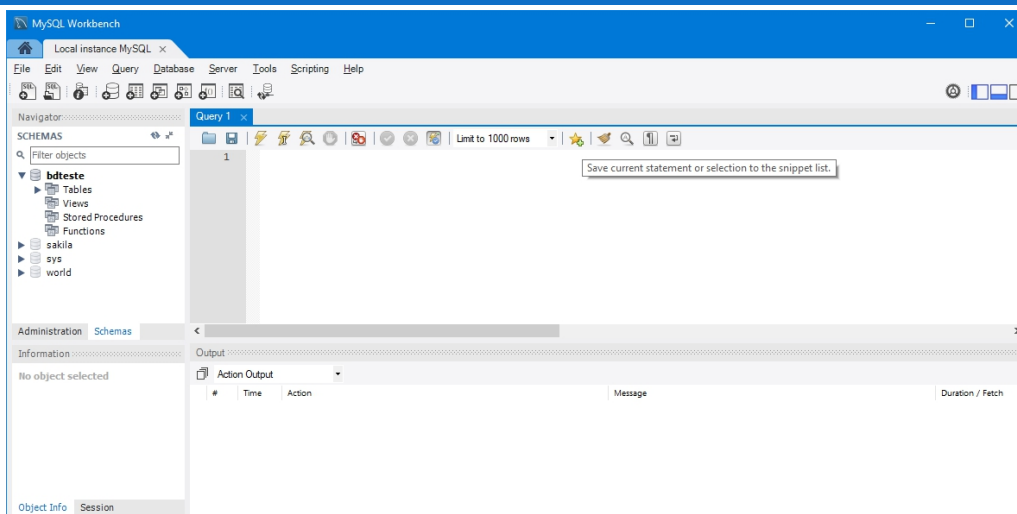 MySQL Workbench
Local instance MySQL
File Edit View Query Database Server Tools Scripting Help
Navigator
Query 1
SCHEMAS
Limit to 1000 rows
Filter objects
1
Save current statement or selection to the snippet list.
bdteste
Tables
Views
Stored Procedures
Functions
sakila
sys
world
Administration Schemas
Information
Output
No object selected
Action Output
# Time Action Message Duration / Fetch
Object Info Session